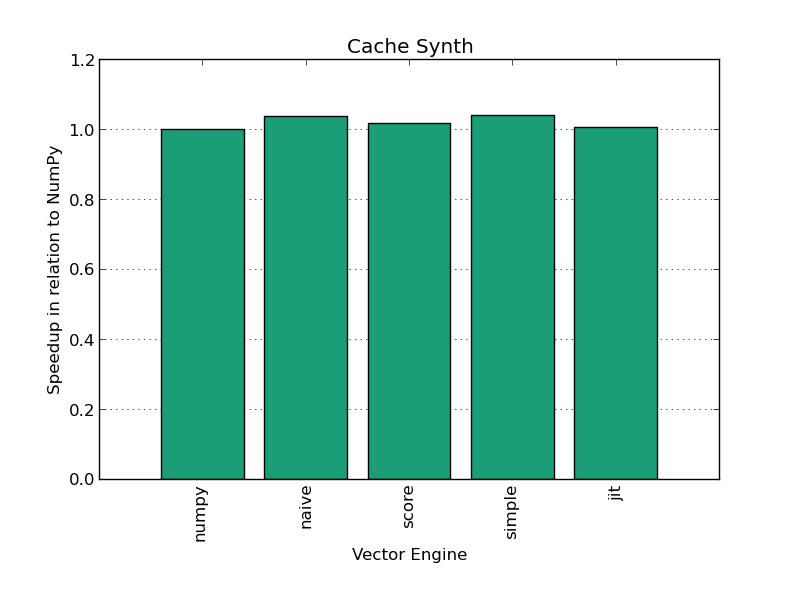 Cache Synth
1.2
1.0
0.8
0.6
0.4
0.2
0.0
Speedup in relation to NumPy
numpy
naive
score
simple
jit
Vector Engine